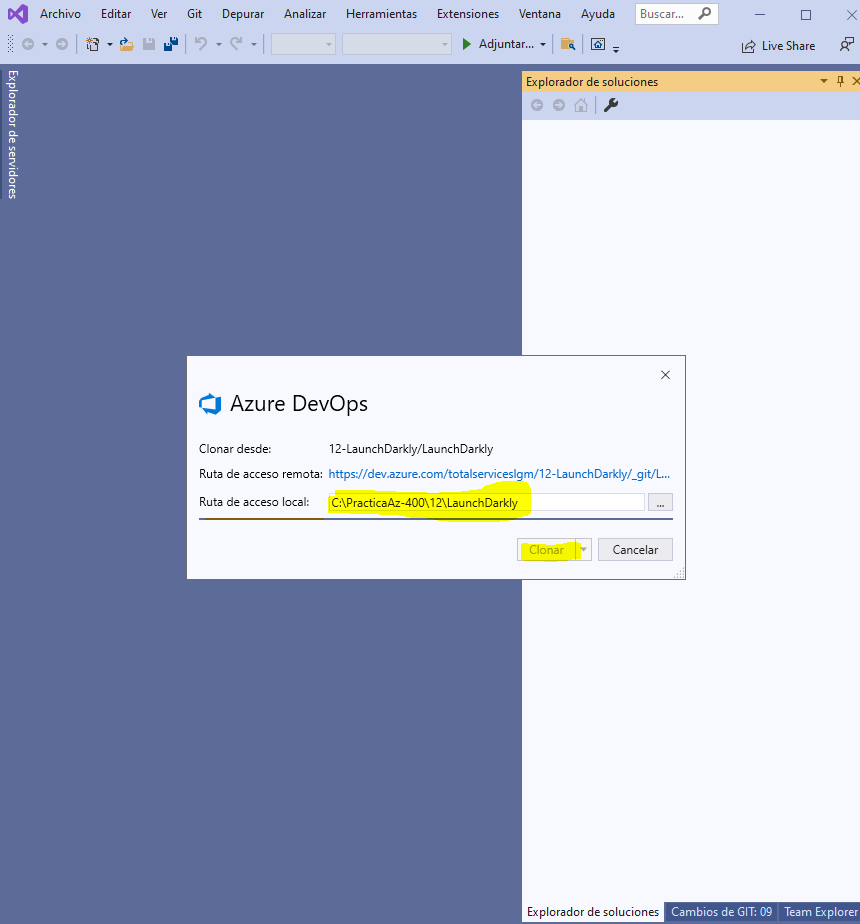 Archivo Editar Ver Git Depurar Analizar Herramientas Extensiones Ventana Ayuda Buscar...
Adjuntar... Live Share
Explorador de servidores
Explorador de soluciones
Azure DevOps
Clonar desde: 12-LaunchDarkly/LaunchDarkly
Ruta de acceso remota: https://dev.azure.com/totalserviceslgm/12-LaunchDarkly/_git/L...
Ruta de acceso local: C:\PracticaAz-400\12\LaunchDarkly ...
Clonar Cancelar
Explorador de soluciones Cambios de GIT: 09 Team Explorer